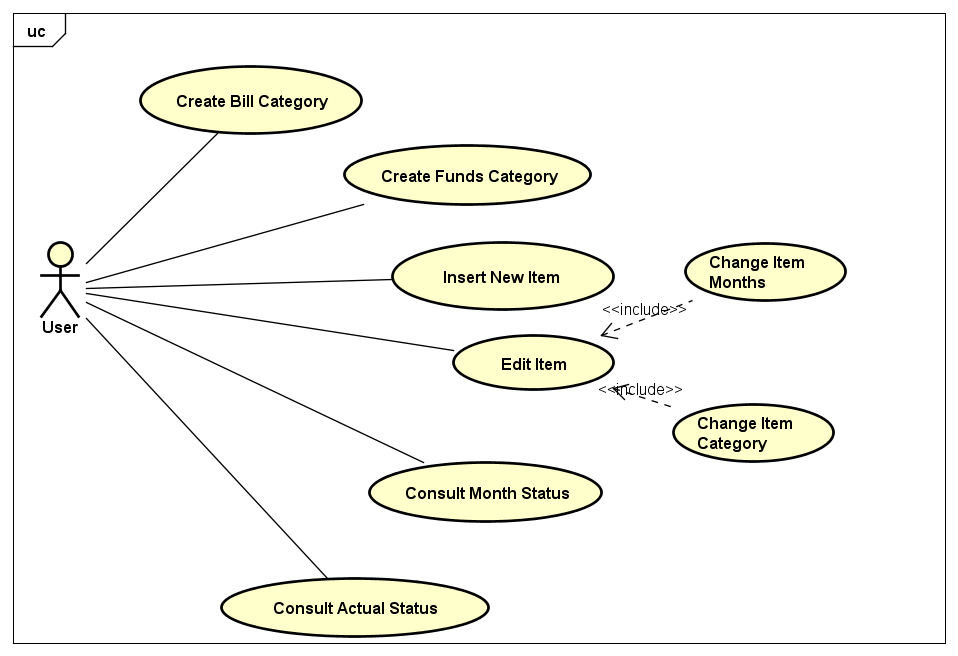 uc
Create Bill Category
Create Funds Category
Insert New Item
Change Item
Months
<<include>>
User
Edit Item
<<include>>
Change Item
Category
Consult Month Status
Consult Actual Status